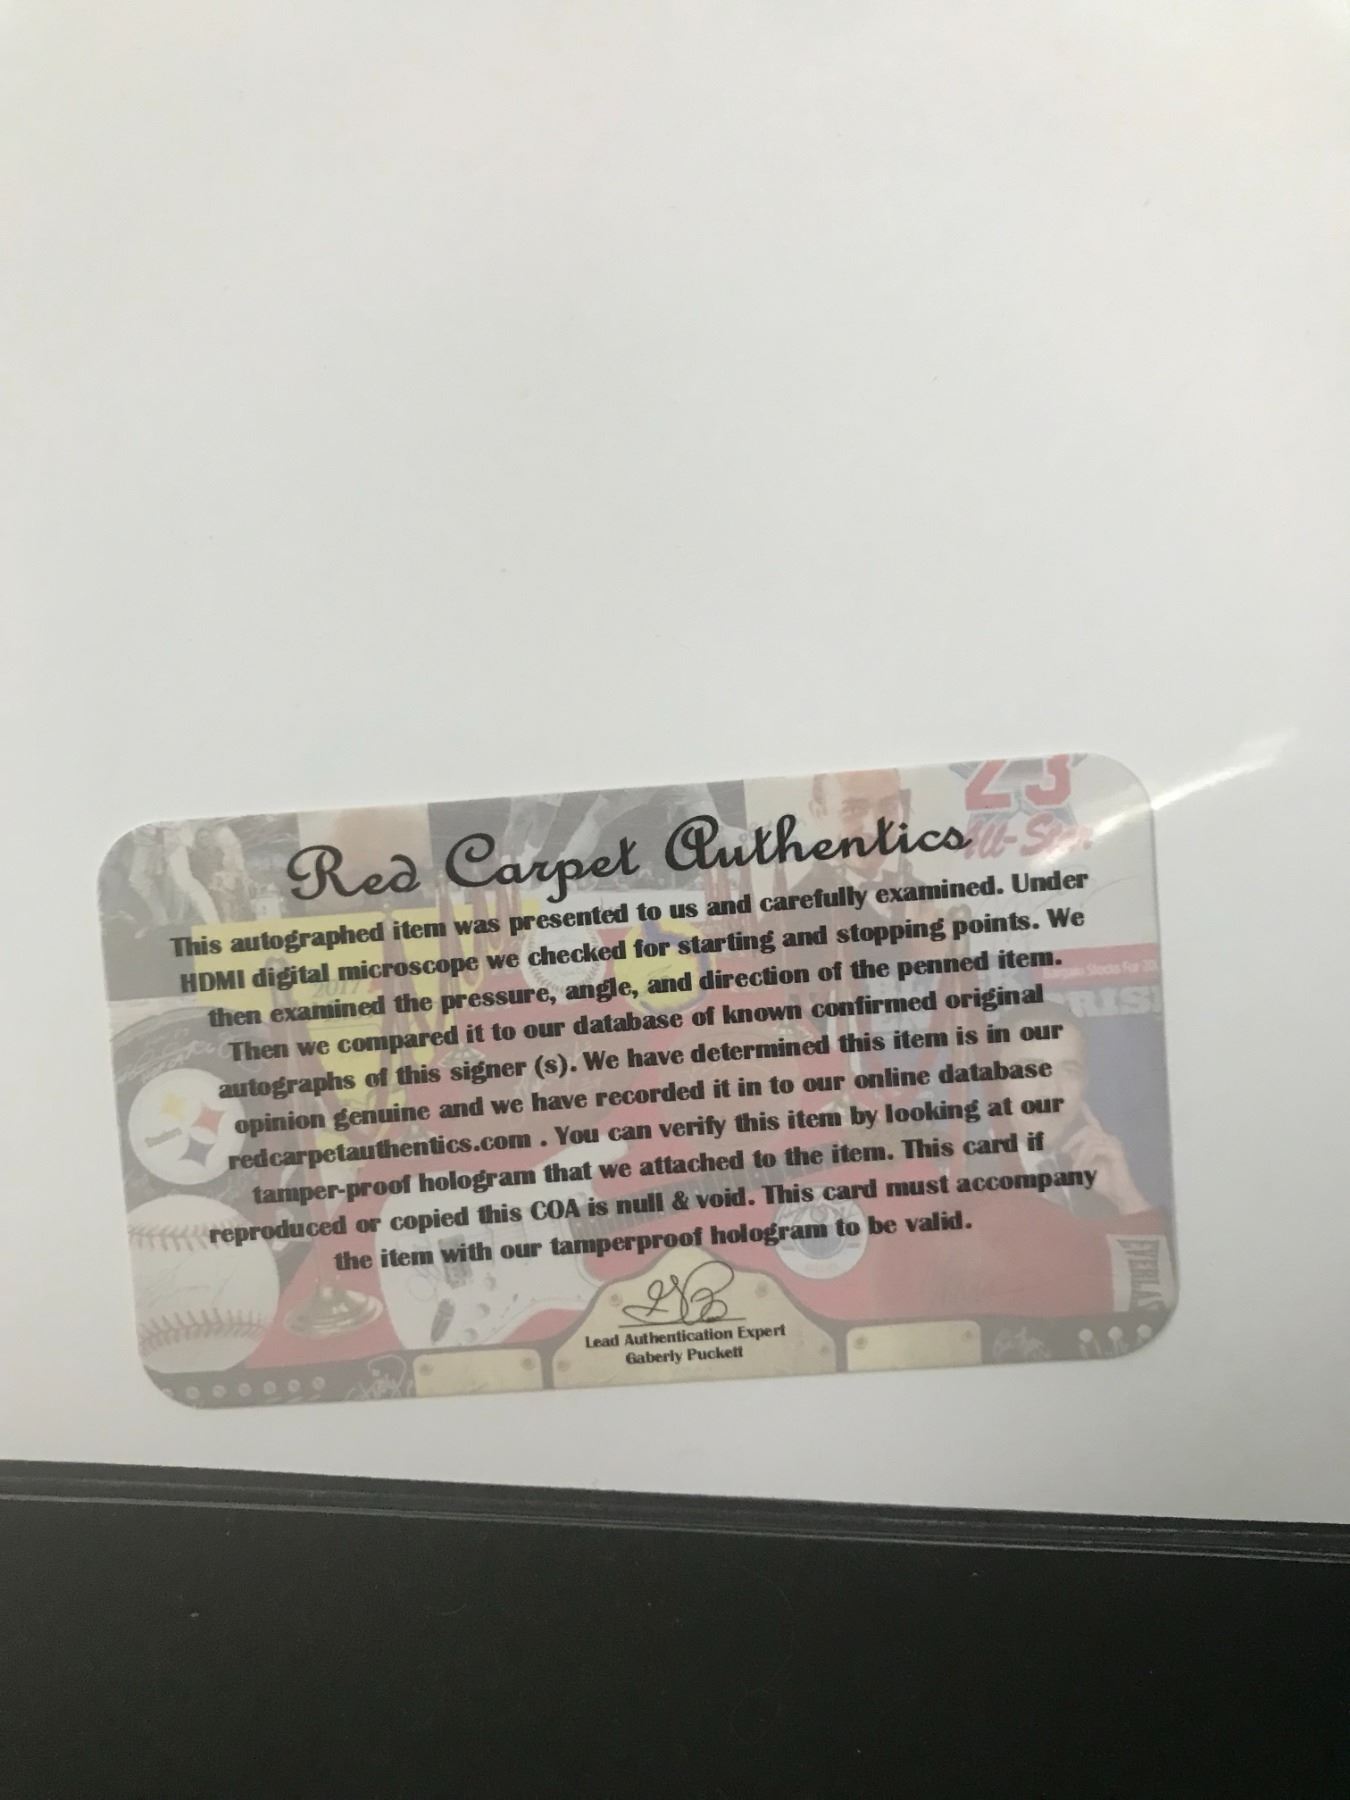 23
All-Star
Red Carpet Authentics
This autographed item was presented to us and carefully examined. Under
HDMI digital microscope we checked for starting and stopping points. We
then examined the pressure, angle, and direction of the penned item.
Then we compared it to our database of known confirmed original
autographs of this signer (s). We have determined this item is in our
opinion genuine and we have recorded it in to our online database
redcarpetauthentics.com . You can verify this item by looking at our
tamper-proof hologram that we attached to the item. This card if
reproduced or copied this COA is null & void. This card must accompany
the item with our tamperproof hologram to be valid.
Lead Authentication Expert
Gaberly Puckett